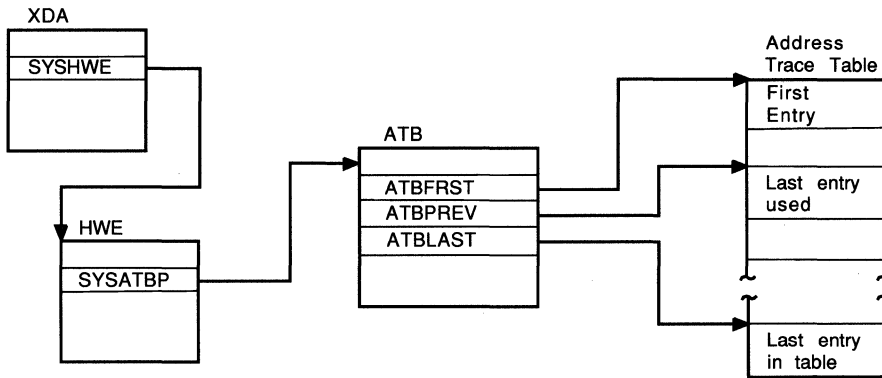 XDA
SYSHWE
HWE
SYSATBP
ATB
ATBFRST
ATBPREV
ATBLAST
Address
Trace Table
First
Entry
Last entry
used
Last entry
in table